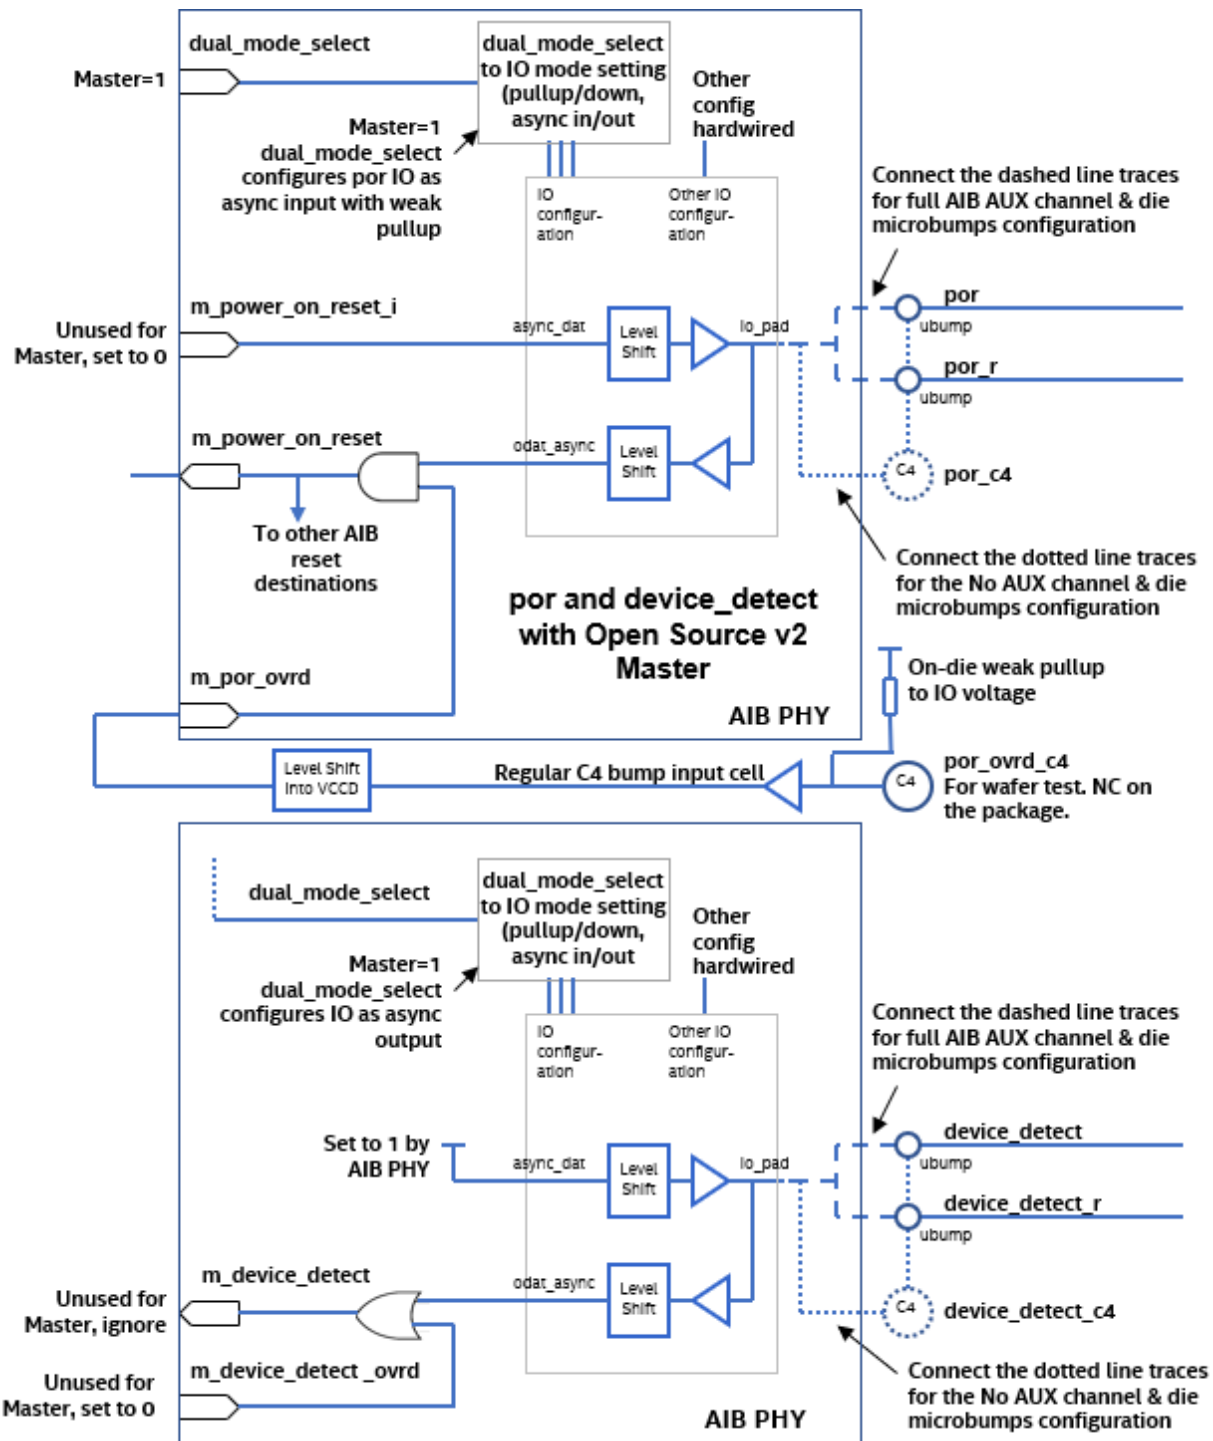 dual_mode_select
Master=1
dual_mode_select
to IO mode setting
(pullup/down,
async in/out
Other
config
hardwired
Master=1
dual_mode_select
configures por IO as
async input with weak
pullup
IO
configur-
ation
Other IO
configur-
ation
Connect the dashed line traces
for full AIB AUX channel & die
microbumps configuration
m_power_on_reset_i
Unused for
Master, set to 0
async_dat
Level
Shift
io_pad
por
ubump
por_r
ubump
m_power_on_reset
odat_async
Level
Shift
C4
por_c4
To other AIB
reset
destinations
Connect the dotted line traces
for the No AUX channel & die
microbumps configuration
por and device_detect
with Open Source v2
Master
m_por_ovrd
AIB PHY
On-die weak pullup
to IO voltage
Level Shift
into VCCD
Regular C4 bump input cell
C4
por_ovrd_c4
For wafer test. NC on
the package.
dual_mode_select
dual_mode_select
to IO mode setting
(pullup/down,
async in/out
Other
config
hardwired
Master=1
dual_mode_select
configures IO as async
output
IO
configur-
ation
Other IO
configur-
ation
Connect the dashed line traces
for full AIB AUX channel & die
microbumps configuration
Set to 1 by
AIB PHY
async_dat
Level
Shift
io_pad
device_detect
ubump
device_detect_r
ubump
m_device_detect
Unused for
Master, ignore
odat_async
Level
Shift
C4
device_detect_c4
m_device_detect _ovrd
Unused for
Master, set to 0
Connect the dotted line traces
for the No AUX channel & die
microbumps configuration
AIB PHY